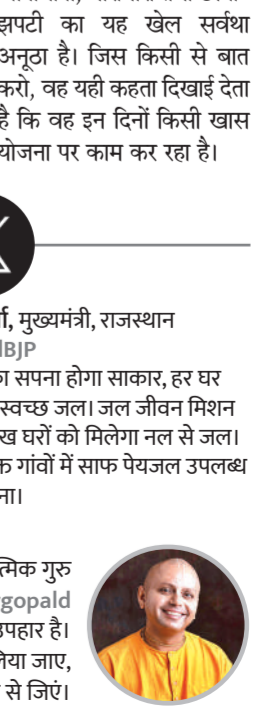 झपटी का यह खेल सर्वथा
अनूठा है। जिस किसी से बात
करो, वह यही कहता दिखाई देता
है कि वह इन दिनों किसी खास
योजना पर काम कर रहा है।
मुख्यमंत्री, राजस्थान
BJP
सपना होगा साकार, हर घर
स्वच्छ जल। जल जीवन मिशन
घरों को मिलेगा नल से जल।
गांवों में साफ पेयजल उपलब्ध
गुरु
gopald
उपहार है।
जाए,
से जिएं।